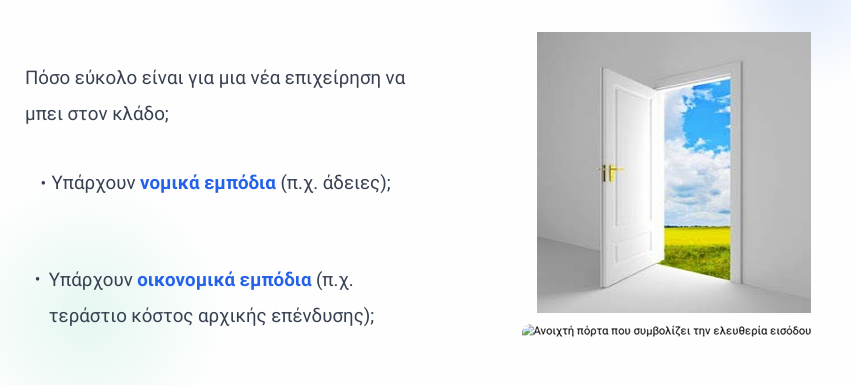 Πόσο εύκολο είναι για μια νέα επιχείρηση να
μπει στον κλάδο;
• Υπάρχουν νομικά εμπόδια (π.χ. άδειες);
• Υπάρχουν οικονομικά εμπόδια (π.χ.
τεράστιο κόστος αρχικής επένδυσης);
Ανοιχτή πόρτα που συμβολίζει την ελευθερία εισόδου